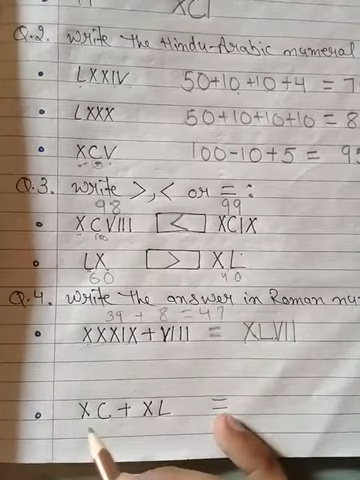 XCI
Q.2. Write the Hindu-Arabic numeral
• LXXIV 50+10+10+4 = 7
• LXXX 50+10+10+10 = 8
• XCV 100-10+5 = 95
Q.3. Write >, < or = :
98 99
• XCVIII < XCIX
100
• LX > XL
60 40
Q.4. Write the answer in Roman nu
39 + 8 = 47
• XXXIX + VIII = XLVII
• XC + XL =